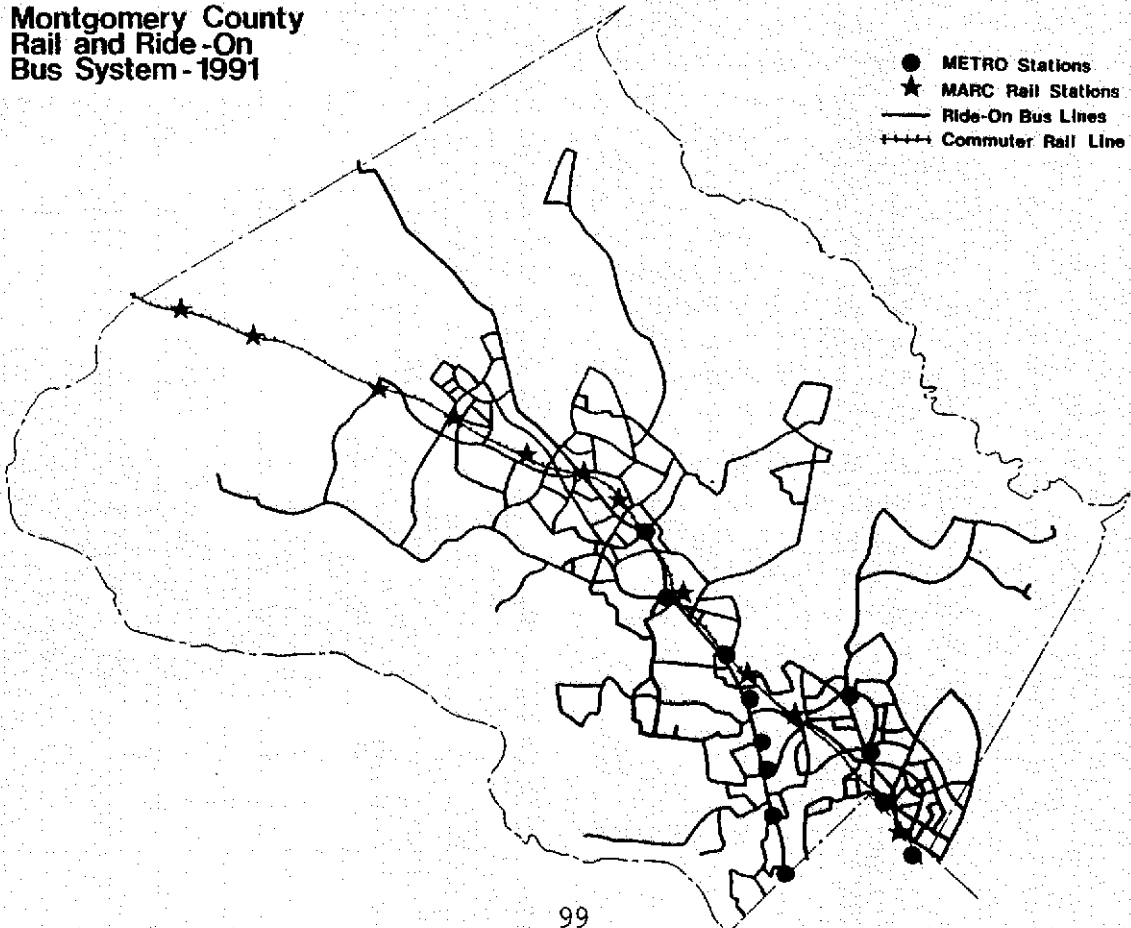 Montgomery County
Rail and Ride-On
Bus System-1991
METRO Stations
MARC Rail Stations
Ride-On Bus Lines
Commuter Rail Line
99